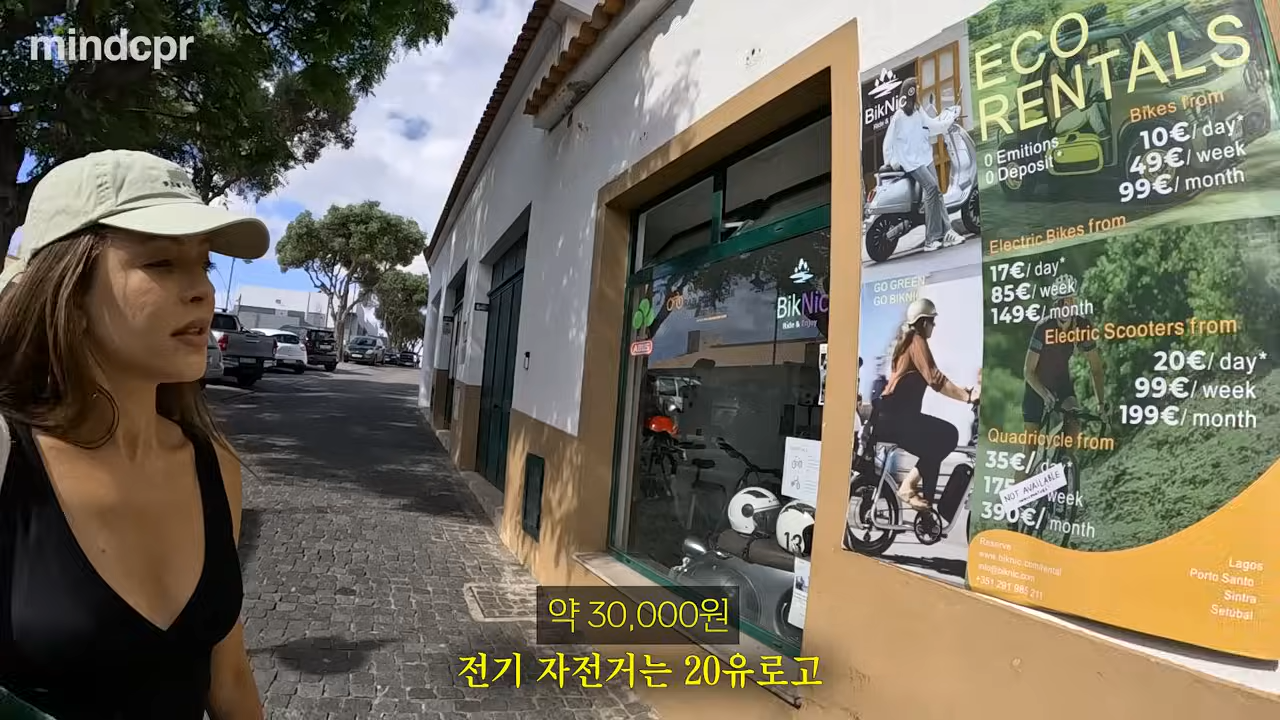 mindcpr
BikNic®
ECO
RENTALS
0 Emitions
0 Deposit
Bikes from
10€/ day*
49€/ week
99€/ month
Electric Bikes from
17€/ day*
85€/ week
149€/ month
Electric Scooters from
20€/ day*
99€/ week
199€/ month
Quadricycle from
35€/
NOT AVAILABLE
week
390€/ month
Reserve
www.biknic.com/rental
info@biknic.com
+351 291 985 211
Lagos
Porto Santo
Sintra
Setúbal
GO GREEN
GO BIKNIC
BikNic
Ride & Enjoy
13
약 30,000원
전기 자전거는 20유로고